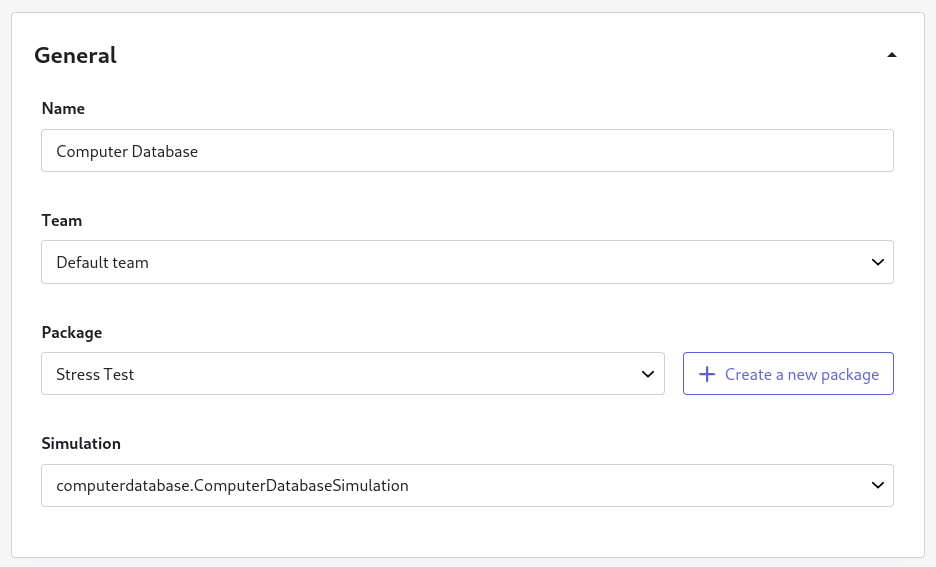 General
Name
Computer Database
Team
Default team
Package
Stress Test
Create a new package
Simulation
computerdatabase.ComputerDatabaseSimulation